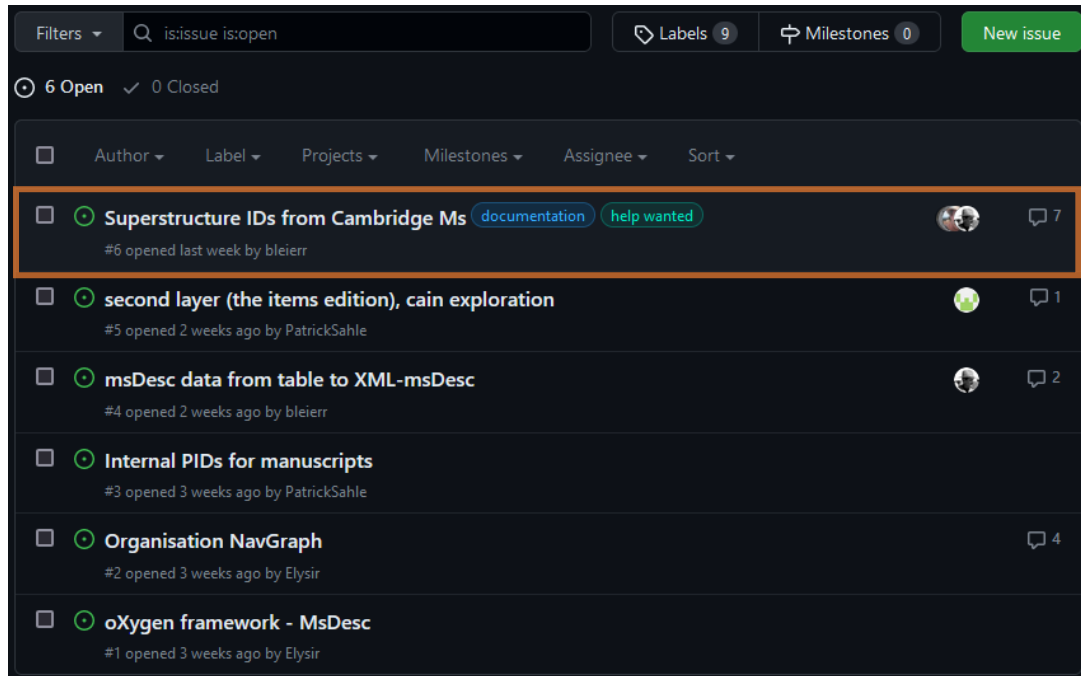 Filters is:issue is:open Labels 9 Milestones 0 New issue
6 Open 0 Closed
Author Label Projects Milestones Assignee Sort
Superstructure IDs from Cambridge Ms documentation help wanted 7
#6 opened last week by bleierr
second layer (the items edition), cain exploration 1
#5 opened 2 weeks ago by PatrickSahle
msDesc data from table to XML-msDesc 2
#4 opened 2 weeks ago by bleierr
Internal PIDs for manuscripts
#3 opened 3 weeks ago by PatrickSahle
Organisation NavGraph 4
#2 opened 3 weeks ago by Elysir
oXygen framework - MsDesc
#1 opened 3 weeks ago by Elysir